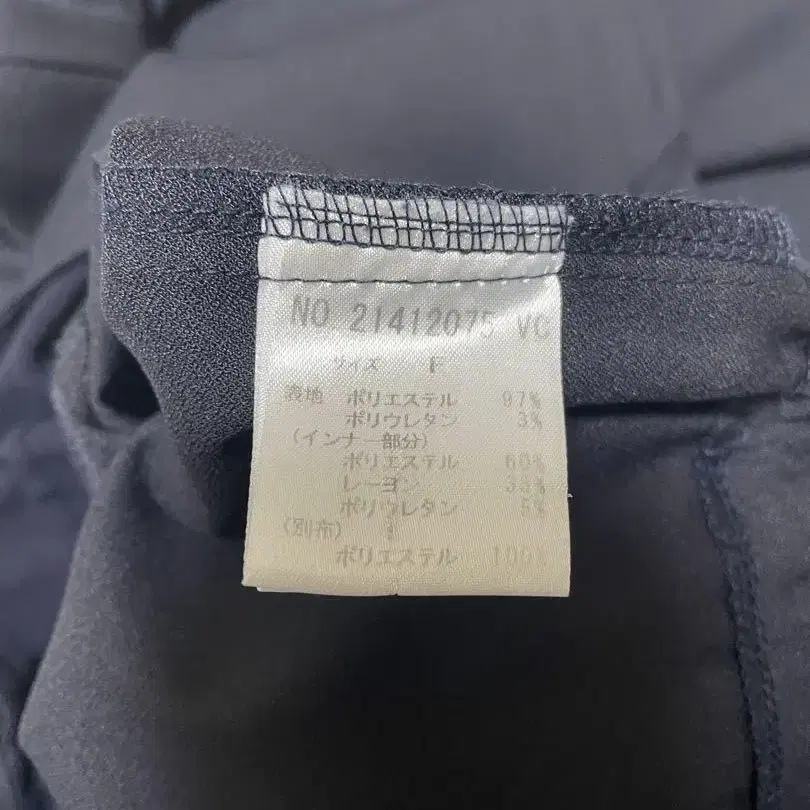 NO 21412075 VC
サイズ F
表地 ポリエステル 97%
ポリウレタン 3%
(インナー部分)
ポリエステル 60%
レーヨン 35%
ポリウレタン 5%
(別布)
ポリエステル 100%